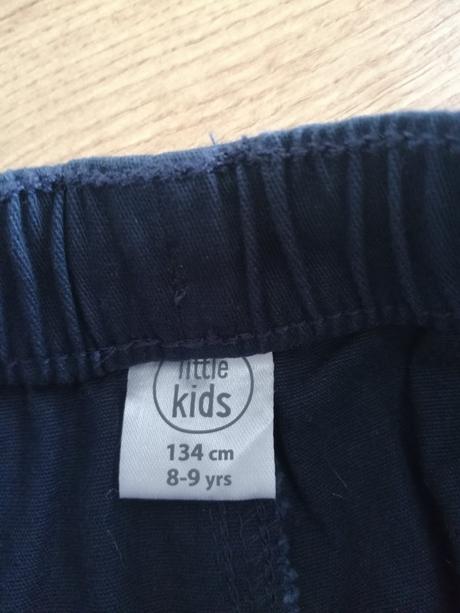 little
kids
134 cm
8-9 yrs